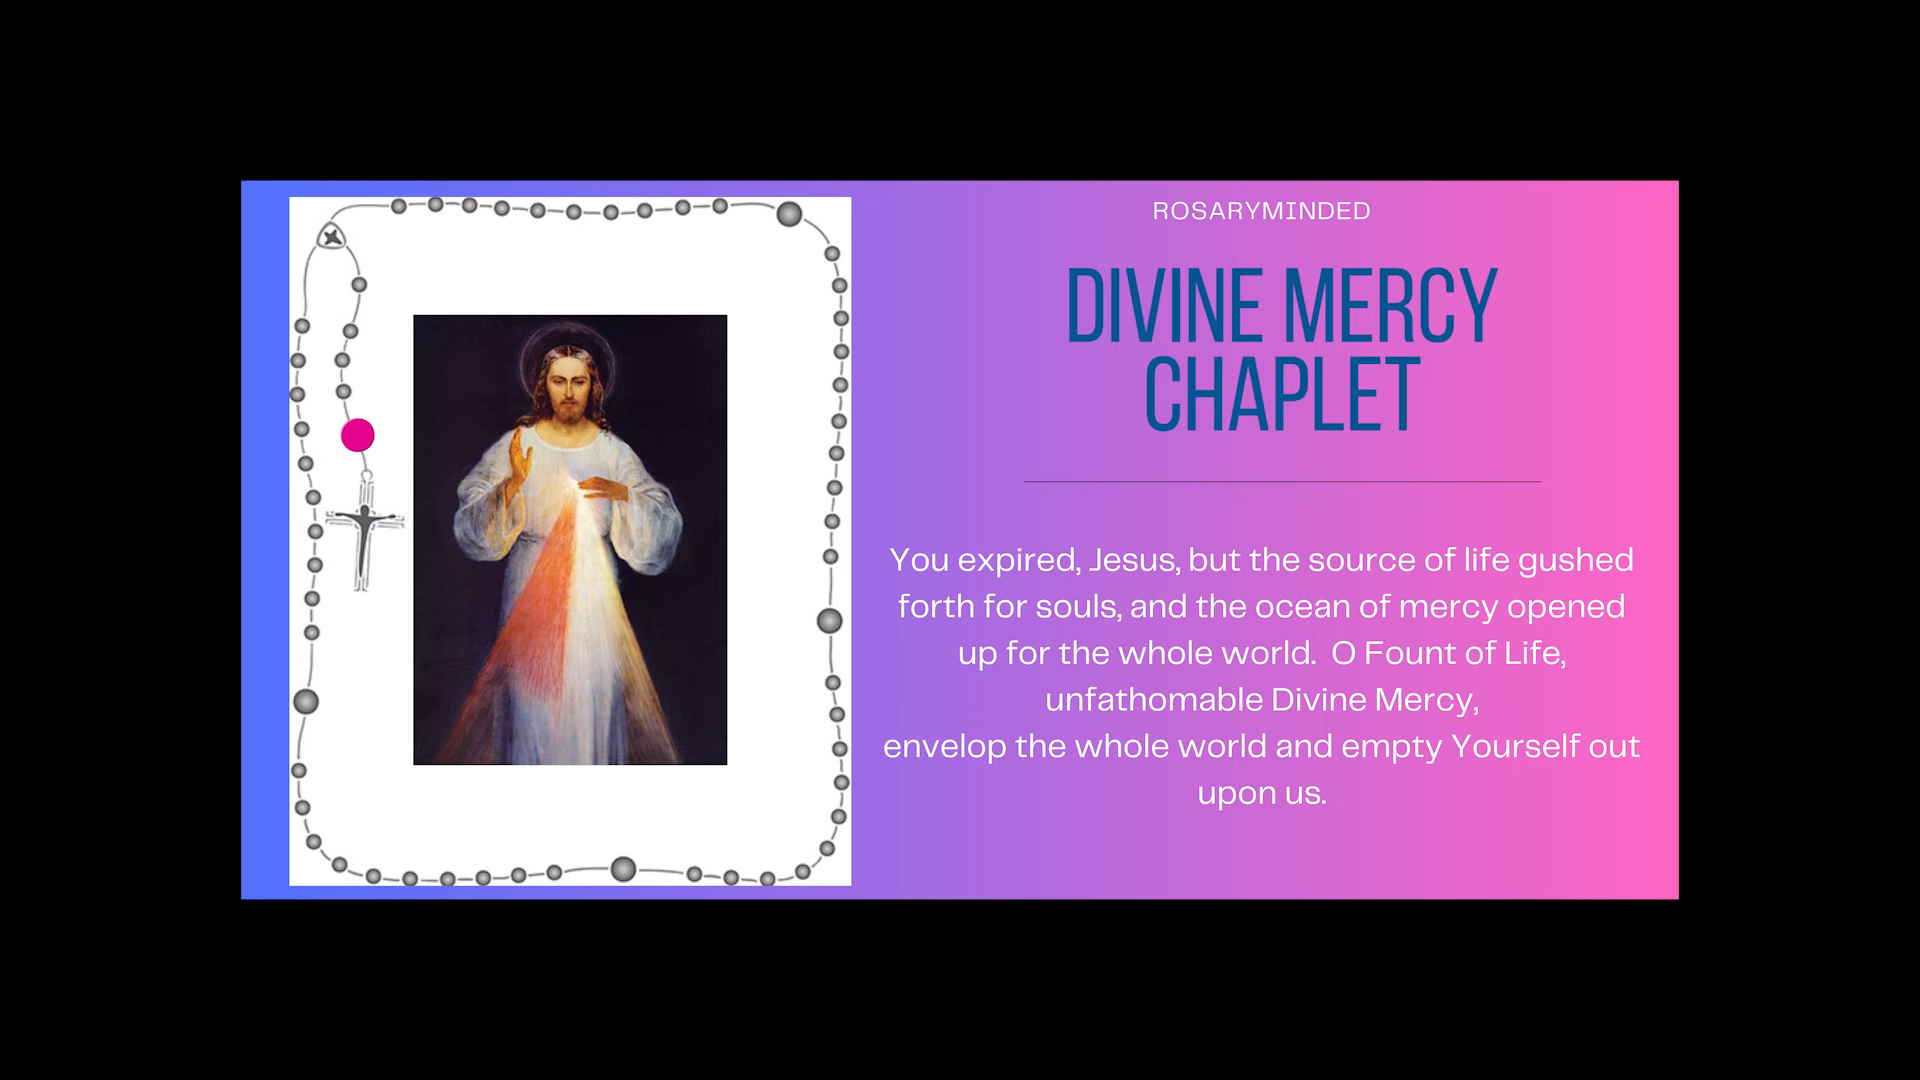 ROSARYMINDED
DIVINE MERCY
CHAPLET
You expired, Jesus, but the source of life gushed
forth for souls, and the ocean of mercy opened
up for the whole world.  O Fount of Life,
unfathomable Divine Mercy,
envelop the whole world and empty Yourself out
upon us.